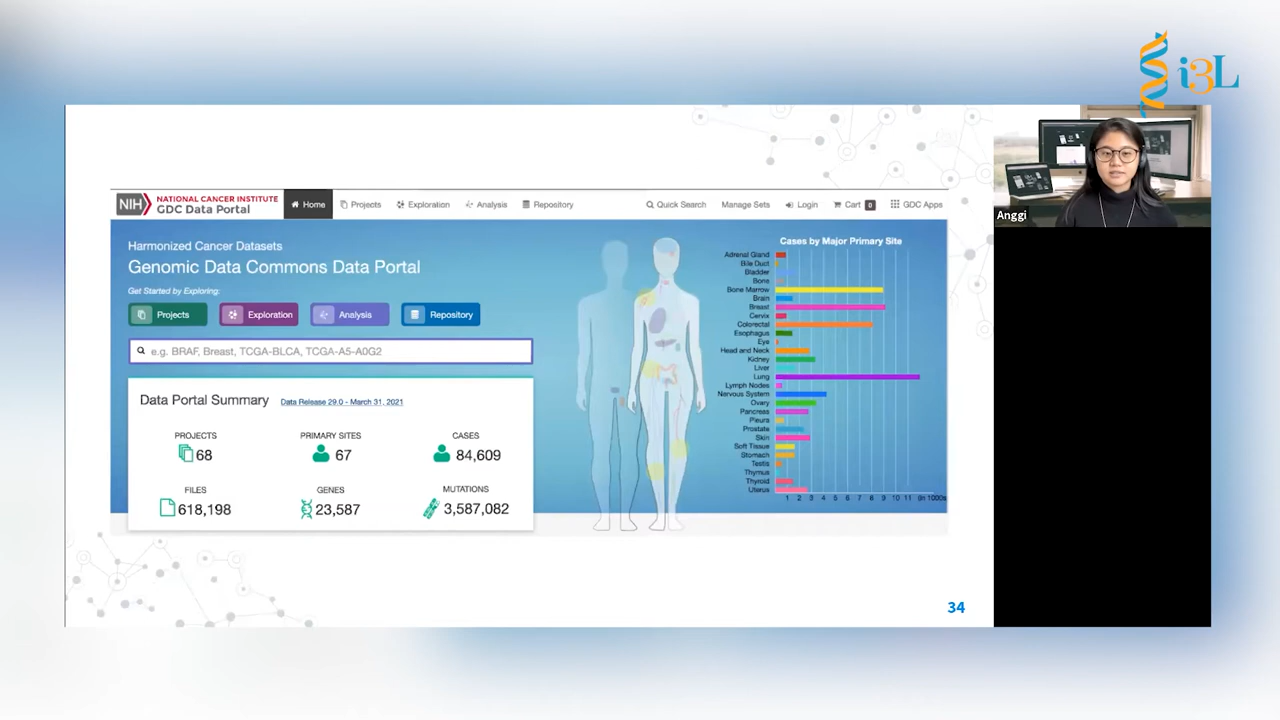 i3L
Anggi
NIH NATIONAL CANCER INSTITUTE
GDC Data Portal
Home
Projects
Exploration
Analysis
Repository
Quick Search
Manage Sets
Login
Cart 0
GDC Apps
Harmonized Cancer Datasets
Genomic Data Commons Data Portal
Get Started by Exploring:
Projects
Exploration
Analysis
Repository
e.g. BRAF, Breast, TCGA-BLCA, TCGA-A5-A0G2
Data Portal Summary
Data Release 29.0 - March 31, 2021
PROJECTS
68
PRIMARY SITES
67
CASES
84,609
FILES
618,198
GENES
23,587
MUTATIONS
3,587,082
Cases by Major Primary Site
Adrenal Gland
Bile Duct
Bladder
Bone
Bone Marrow
Brain
Breast
Cervix
Colorectal
Esophagus
Eye
Head and Neck
Kidney
Liver
Lung
Lymph Nodes
Nervous System
Ovary
Pancreas
Pleura
Prostate
Skin
Soft Tissue
Stomach
Testis
Thymus
Thyroid
Uterus
1 2 3 4 5 6 7 8 9 10 11 1000s
34